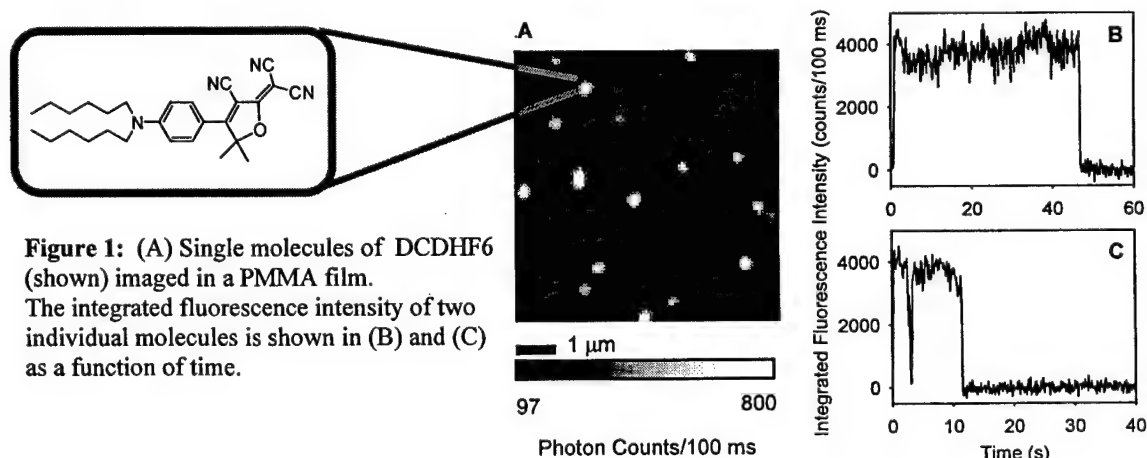 CN
NC
CN
N
O
Figure 1: (A) Single molecules of DCDHF6
(shown) imaged in a PMMA film.
The integrated fluorescence intensity of two
individual molecules is shown in (B) and (C)
as a function of time.
A
1 μm
97 800
Photon Counts/100 ms
Integrated Fluorescence Intensity (counts/100 ms)
B
4000
2000
0
0 20 40 60
C
4000
2000
0
0 10 20 30 40
Time (s)